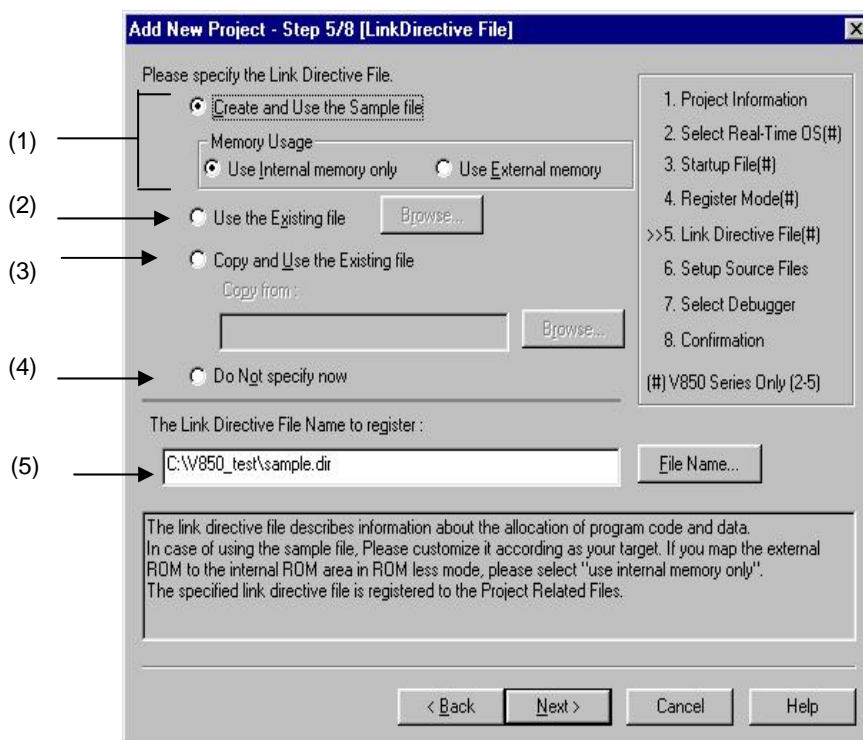 Add New Project - Step 5/8 [LinkDirective File]
Please specify the Link Directive File.
(1)
Create and Use the Sample file
Memory Usage
Use Internal memory only
Use External memory
(2)
Use the Existing file
Browse...
(3)
Copy and Use the Existing file
Copy from :
Browse...
(4)
Do Not specify now
1. Project Information
2. Select Real-Time OS(#)
3. Startup File(#)
4. Register Mode(#)
>>5. Link Directive File(#)
6. Setup Source Files
7. Select Debugger
8. Confirmation
(#) V850 Series Only (2-5)
The Link Directive File Name to register :
(5)
C:\V850_test\sample.dir
File Name...
The link directive file describes information about the allocation of program code and data.
In case of using the sample file, Please customize it according as your target. If you map the external
ROM to the internal ROM area in ROM less mode, please select "use internal memory only".
The specified link directive file is registered to the Project Related Files.
< Back
Next >
Cancel
Help